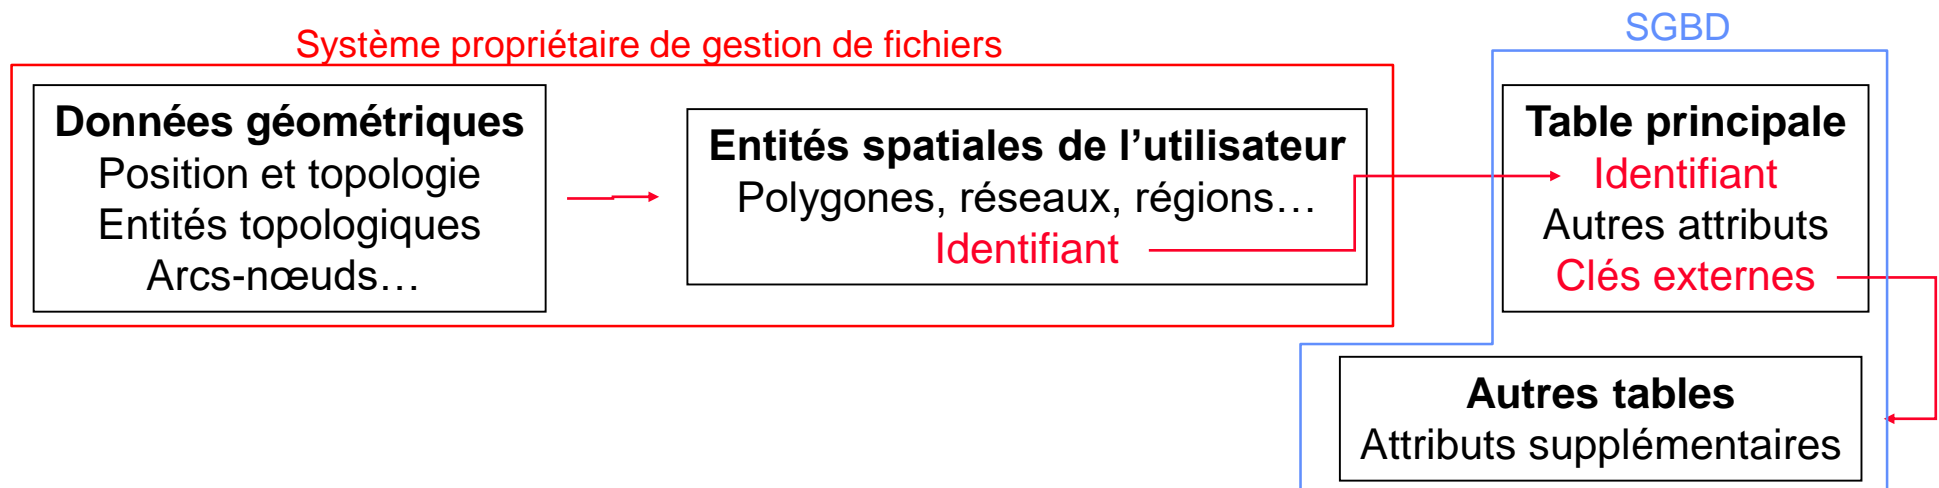 Système propriétaire de gestion de fichiers
SGBD
Données géométriques
Position et topologie
Entités topologiques
Arcs-nœuds…
Entités spatiales de l’utilisateur
Polygones, réseaux, régions…
Identifiant
Table principale
Identifiant
Autres attributs
Clés externes
Autres tables
Attributs supplémentaires